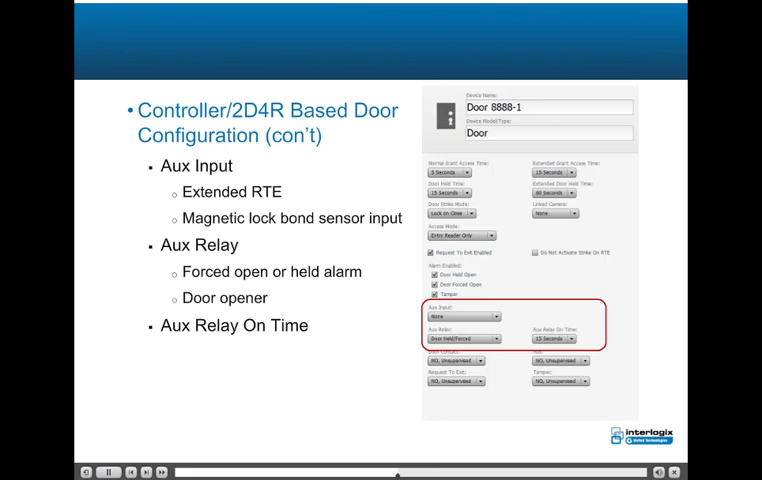 • Controller/2D4R Based Door
Configuration (con’t)
▪ Aux Input
○ Extended RTE
○ Magnetic lock bond sensor input
▪ Aux Relay
○ Forced open or held alarm
○ Door opener
▪ Aux Relay On Time
Device Name:
Door 8888-1
Device Model/Type:
Door
Normal Grant Access Time: Extended Grant Access Time:
5 Seconds 15 Seconds
Door Held Time: Extended Door Held Time:
15 Seconds 60 Seconds
Door Strike Mode: Linked Camera:
Lock on Close None
Access Mode:
Entry Reader Only
Request To Exit Enabled Do Not Activate Strike On RTE
Alarm Enabled:
Door Held Open
Door Forced Open
Tamper
Aux Input:
None
Aux Relay: Aux Relay On Time:
Door Held/Forced 15 Seconds
Door Contact:
NO, Unsupervised NO, Unsupervised
Request To Exit: Tamper:
NO, Unsupervised NO, Unsupervised
interlogix
United Technologies